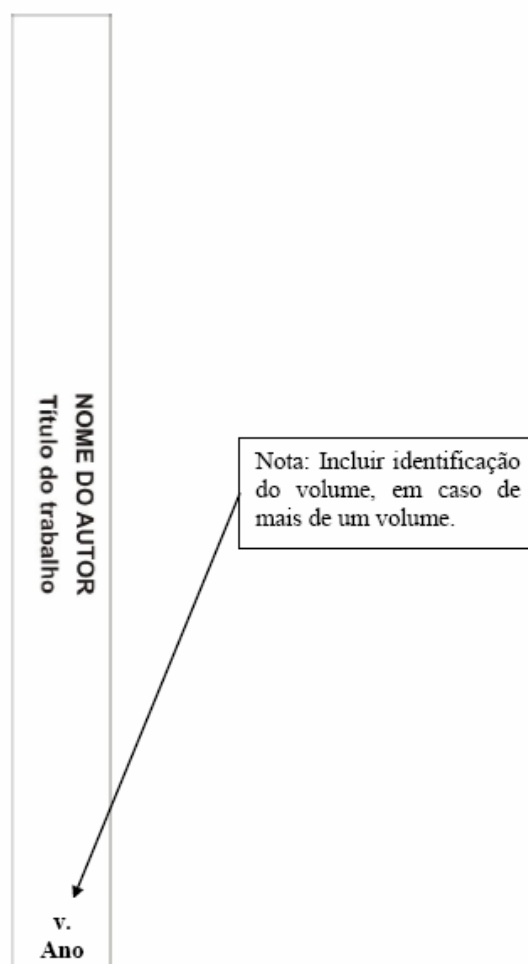 NOME DO AUTOR
Título do trabalho
Nota: Incluir identificação
do volume, em caso de
mais de um volume.
v.
Ano